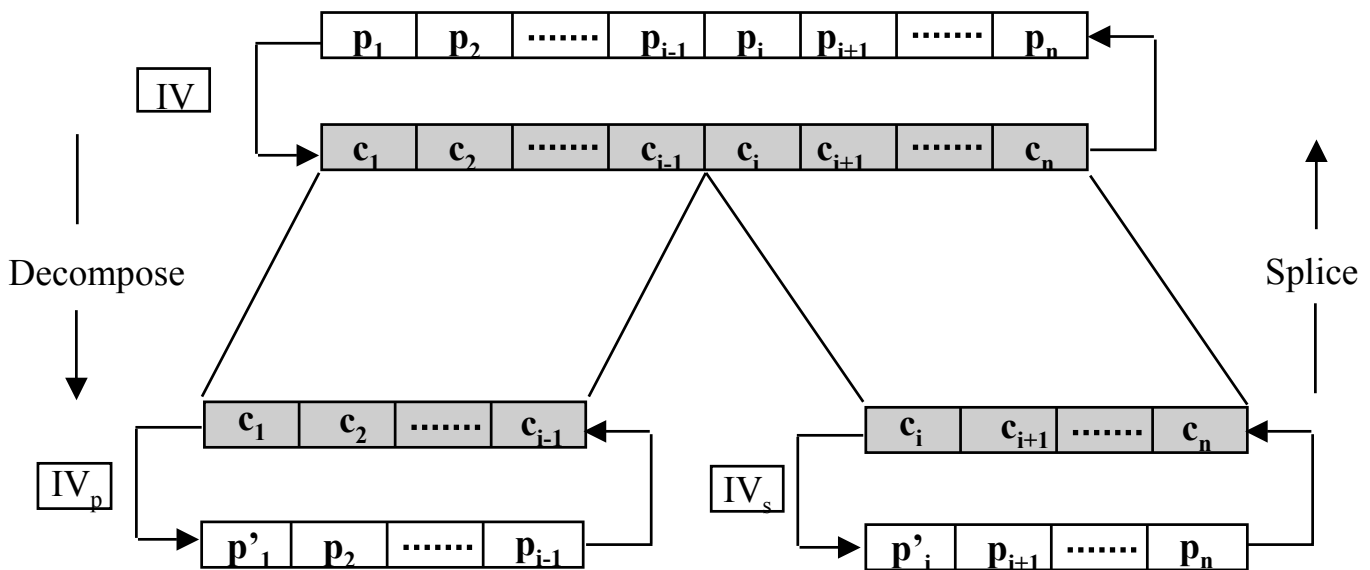 p1 p2 ....... pi-1 pi pi+1 ....... pn
IV
c1 c2 ....... ci-1 ci ci+1 ....... cn
Decompose
Splice
c1 c2 ....... ci-1
ci ci+1 ....... cn
IVp
IVs
p’1 p2 ....... pi-1
p’i pi+1 ....... pn